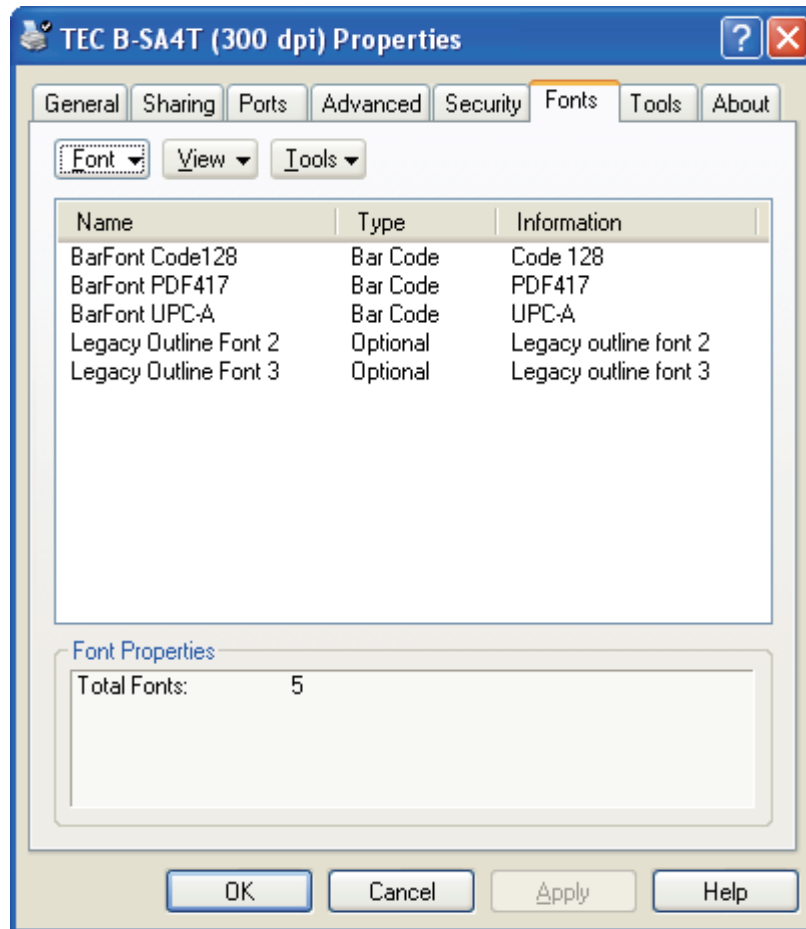 TEC B-SA4T (300 dpi) Properties
General Sharing Ports Advanced Security Fonts Tools About
Font View Tools
Name Type Information
BarFont Code128 Bar Code Code 128
BarFont PDF417 Bar Code PDF417
BarFont UPC-A Bar Code UPC-A
Legacy Outline Font 2 Optional Legacy outline font 2
Legacy Outline Font 3 Optional Legacy outline font 3
Font Properties
Total Fonts: 5
OK Cancel Apply Help